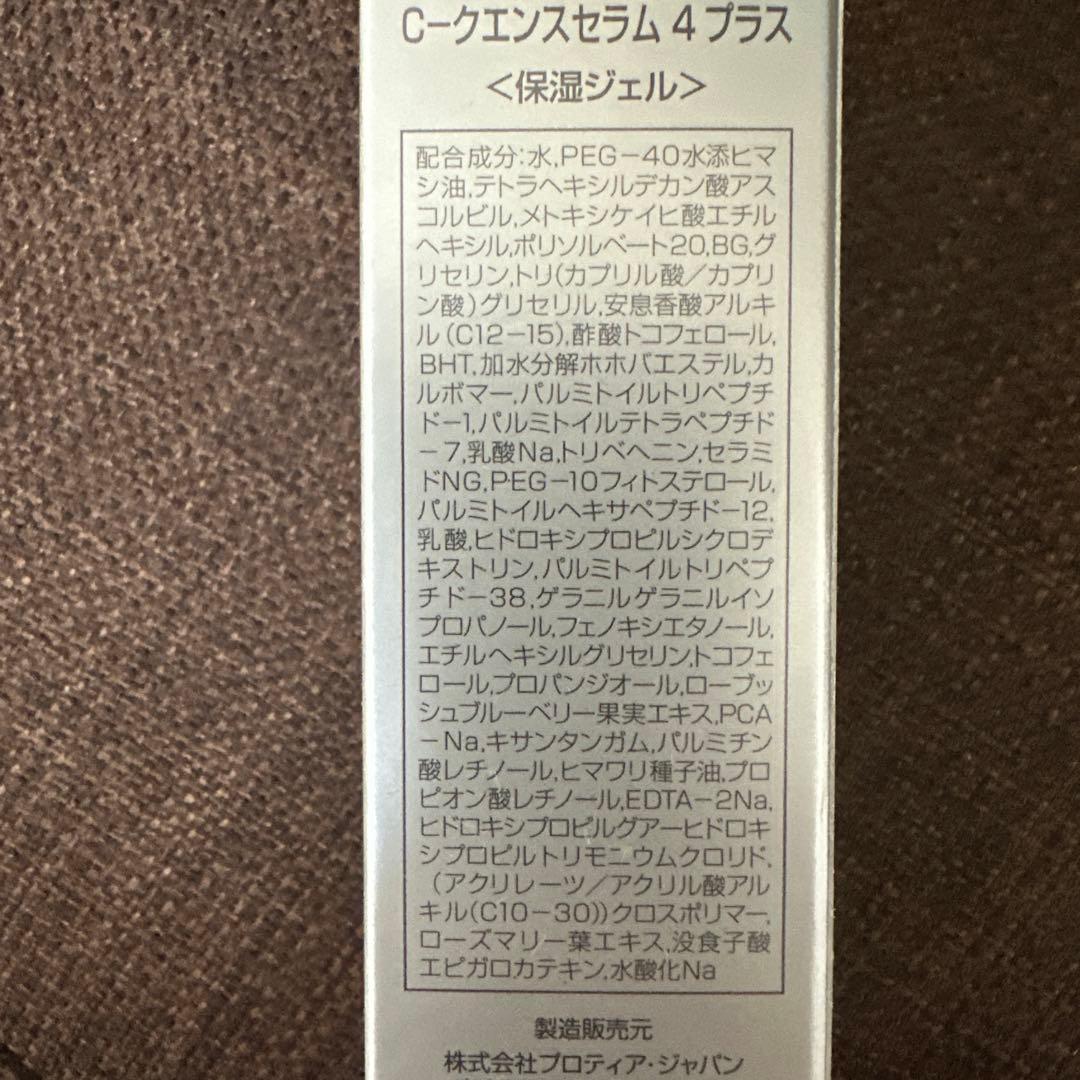 C-クエンスセラム 4 プラス
<保湿ジェル>
配合成分:水,PEG-40水添ヒマ
シ油,テトラヘキシルデカン酸アス
コルビル,メトキシケイヒ酸エチル
ヘキシル,ポリソルベート20,BG,グ
リセリン,トリ(カプリル酸/カプリ
ン酸)グリセリル,安息香酸アルキ
ル(C12-15),酢酸トコフェロール,
BHT,加水分解ホホバエステル,カ
ルボマー,パルミトイルトリペプチ
ド-1,パルミトイルテトラペプチド
-7,乳酸Na,トリベヘニン,セラミ
ドNG,PEG-10フィトステロール,
パルミトイルヘキサペプチド-12,
乳酸,ヒドロキシプロピルシクロデ
キストリン,パルミトイルトリペプ
チド-38,ゲラニルゲラニルイソ
プロパノール,フェノキシエタノール,
エチルヘキシルグリセリン,トコフェ
ロール,プロパンジオール,ローブッ
シュブルーベリー果実エキス,PCA
-Na,キサンタンガム,パルミチン
酸レチノール,ヒマワリ種子油,プロ
ピオン酸レチノール,EDTA-2Na,
ヒドロキシプロピルグアーヒドロキ
シプロピルトリモニウムクロリド,
(アクリレーツ/アクリル酸アル
キル(C10-30))クロスポリマー,
ローズマリー葉エキス,没食子酸
エピガロカテキン,水酸化Na
製造販売元
株式会社プロティア・ジャパン